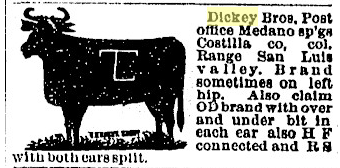 Dickey Bros. Post
office Medano sp'gs
Costilla co, col.
Range San Luis
valley. Brand
sometimes on left
hip. Also claim
OD brand with over
and under bit in
each ear also H F
connected and R S
with both ears split.